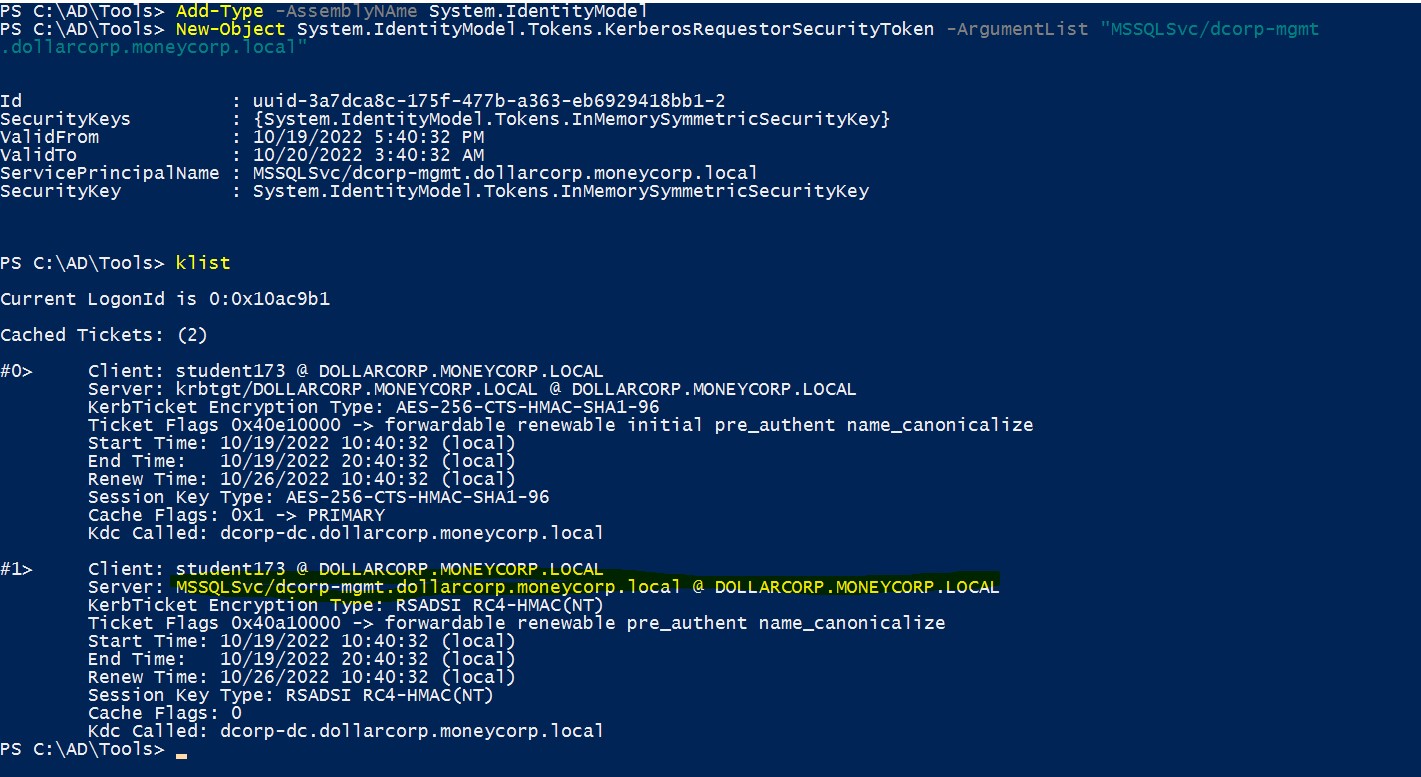 PS C:\AD\Tools> Add-Type -AssemblyNAme System.IdentityModel
PS C:\AD\Tools> New-Object System.IdentityModel.Tokens.KerberosRequestorSecurityToken -ArgumentList "MSSQLSvc/dcorp-mgmt
.dollarcorp.moneycorp.local"
Id : uuid-3a7dca8c-175f-477b-a363-eb6929418bb1-2
SecurityKeys : {System.IdentityModel.Tokens.InMemorySymmetricSecurityKey}
ValidFrom : 10/19/2022 5:40:32 PM
ValidTo : 10/20/2022 3:40:32 AM
ServicePrincipalName : MSSQLSvc/dcorp-mgmt.dollarcorp.moneycorp.local
SecurityKey : System.IdentityModel.Tokens.InMemorySymmetricSecurityKey
PS C:\AD\Tools> klist
Current LogonId is 0:0x10ac9b1
Cached Tickets: (2)
#0> Client: student173 @ DOLLARCORP.MONEYCORP.LOCAL
Server: krbtgt/DOLLARCORP.MONEYCORP.LOCAL @ DOLLARCORP.MONEYCORP.LOCAL
KerbTicket Encryption Type: AES-256-CTS-HMAC-SHA1-96
Ticket Flags 0x40e10000 -> forwardable renewable initial pre_authent name_canonicalize
Start Time: 10/19/2022 10:40:32 (local)
End Time: 10/19/2022 20:40:32 (local)
Renew Time: 10/26/2022 10:40:32 (local)
Session Key Type: AES-256-CTS-HMAC-SHA1-96
Cache Flags: 0x1 -> PRIMARY
Kdc Called: dcorp-dc.dollarcorp.moneycorp.local
#1> Client: student173 @ DOLLARCORP.MONEYCORP.LOCAL
Server: MSSQLSvc/dcorp-mgmt.dollarcorp.moneycorp.local @ DOLLARCORP.MONEYCORP.LOCAL
KerbTicket Encryption Type: RSADSI RC4-HMAC(NT)
Ticket Flags 0x40a10000 -> forwardable renewable pre_authent name_canonicalize
Start Time: 10/19/2022 10:40:32 (local)
End Time: 10/19/2022 20:40:32 (local)
Renew Time: 10/26/2022 10:40:32 (local)
Session Key Type: RSADSI RC4-HMAC(NT)
Cache Flags: 0
Kdc Called: dcorp-dc.dollarcorp.moneycorp.local
PS C:\AD\Tools>